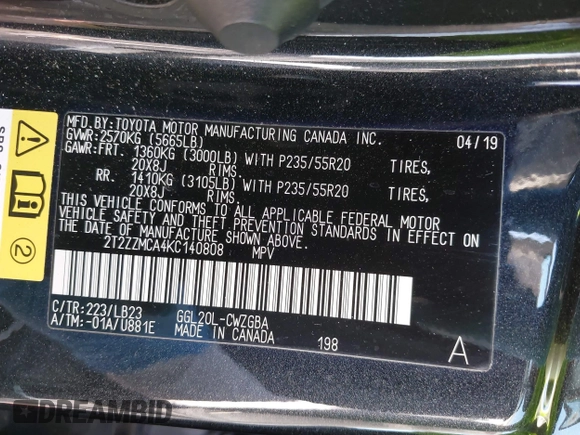 MFD.BY:TOYOTA MOTOR MANUFACTURING CANADA INC. 04/19
GVWR:2570KG (5665LB)
GAWR:FRT. 1360KG (3000LB) WITH P235/55R20 TIRES,
20X8J RIMS.
RR. 1410KG (3105LB) WITH P235/55R20 TIRES,
20X8J RIMS.
THIS VEHICLE CONFORMS TO ALL APPLICABLE FEDERAL MOTOR
VEHICLE SAFETY AND THEFT PREVENTION STANDARDS IN EFFECT ON
THE DATE OF MANUFACTURE SHOWN ABOVE.
2T2ZZMCA4KC140808 MPV
C/TR:223/LB23 GGL20L-CWZGBA
A/TM:-01A/U881E MADE IN CANADA 198 A
2
DREAMBID